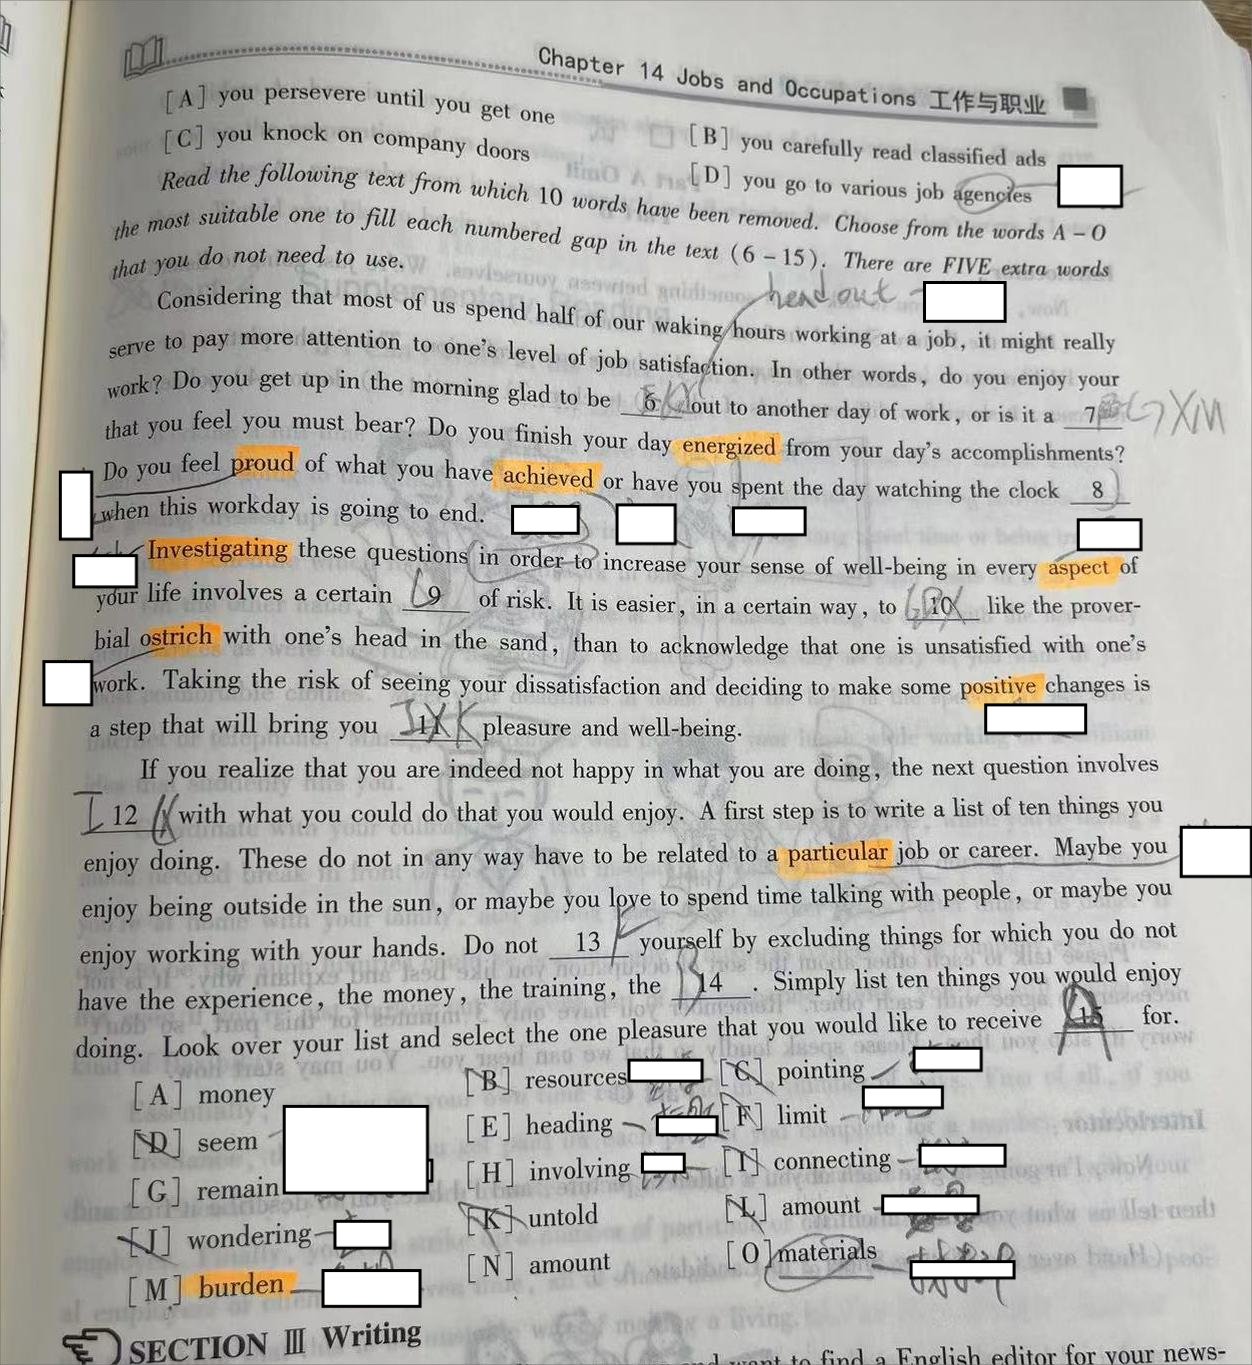 Chapter 14 Jobs and Occupations 工作与职业
[A] you persevere until you get one
[B] you carefully read classified ads
[C] you knock on company doors
[D] you go to various job agencies
Read the following text from which 10 words have been removed. Choose from the words A – O
the most suitable one to fill each numbered gap in the text (6 – 15). There are FIVE extra words
that you do not need to use.
head out
Considering that most of us spend half of our waking hours working at a job, it might really
serve to pay more attention to one's level of job satisfaction. In other words, do you enjoy your
work? Do you get up in the morning glad to be 6 out to another day of work, or is it a 7
that you feel you must bear? Do you finish your day energized from your day's accomplishments?
Do you feel proud of what you have achieved or have you spent the day watching the clock 8 J
when this workday is going to end.
Investigating these questions in order to increase your sense of well-being in every aspect of
your life involves a certain L 9 of risk. It is easier, in a certain way, to 10 like the prover-
bial ostrich with one's head in the sand, than to acknowledge that one is unsatisfied with one's
work. Taking the risk of seeing your dissatisfaction and deciding to make some positive changes is
a step that will bring you I 11 X K pleasure and well-being.
If you realize that you are indeed not happy in what you are doing, the next question involves
I 12 with what you could do that you would enjoy. A first step is to write a list of ten things you
enjoy doing. These do not in any way have to be related to a particular job or career. Maybe you
enjoy being outside in the sun, or maybe you love to spend time talking with people, or maybe you
enjoy working with your hands. Do not 13 F yourself by excluding things for which you do not
have the experience, the money, the training, the B 14 . Simply list ten things you would enjoy
doing. Look over your list and select the one pleasure that you would like to receive 15 A for.
[A] money
[B] resources
[C] pointing
[D] seem
[E] heading
[F] limit
[G] remain
[H] involving
[I] connecting
[J] wondering
[K] untold
[L] amount
[M] burden
[N] amount
[O] materials
SECTION Ⅲ Writing
want to find a English editor for your news-